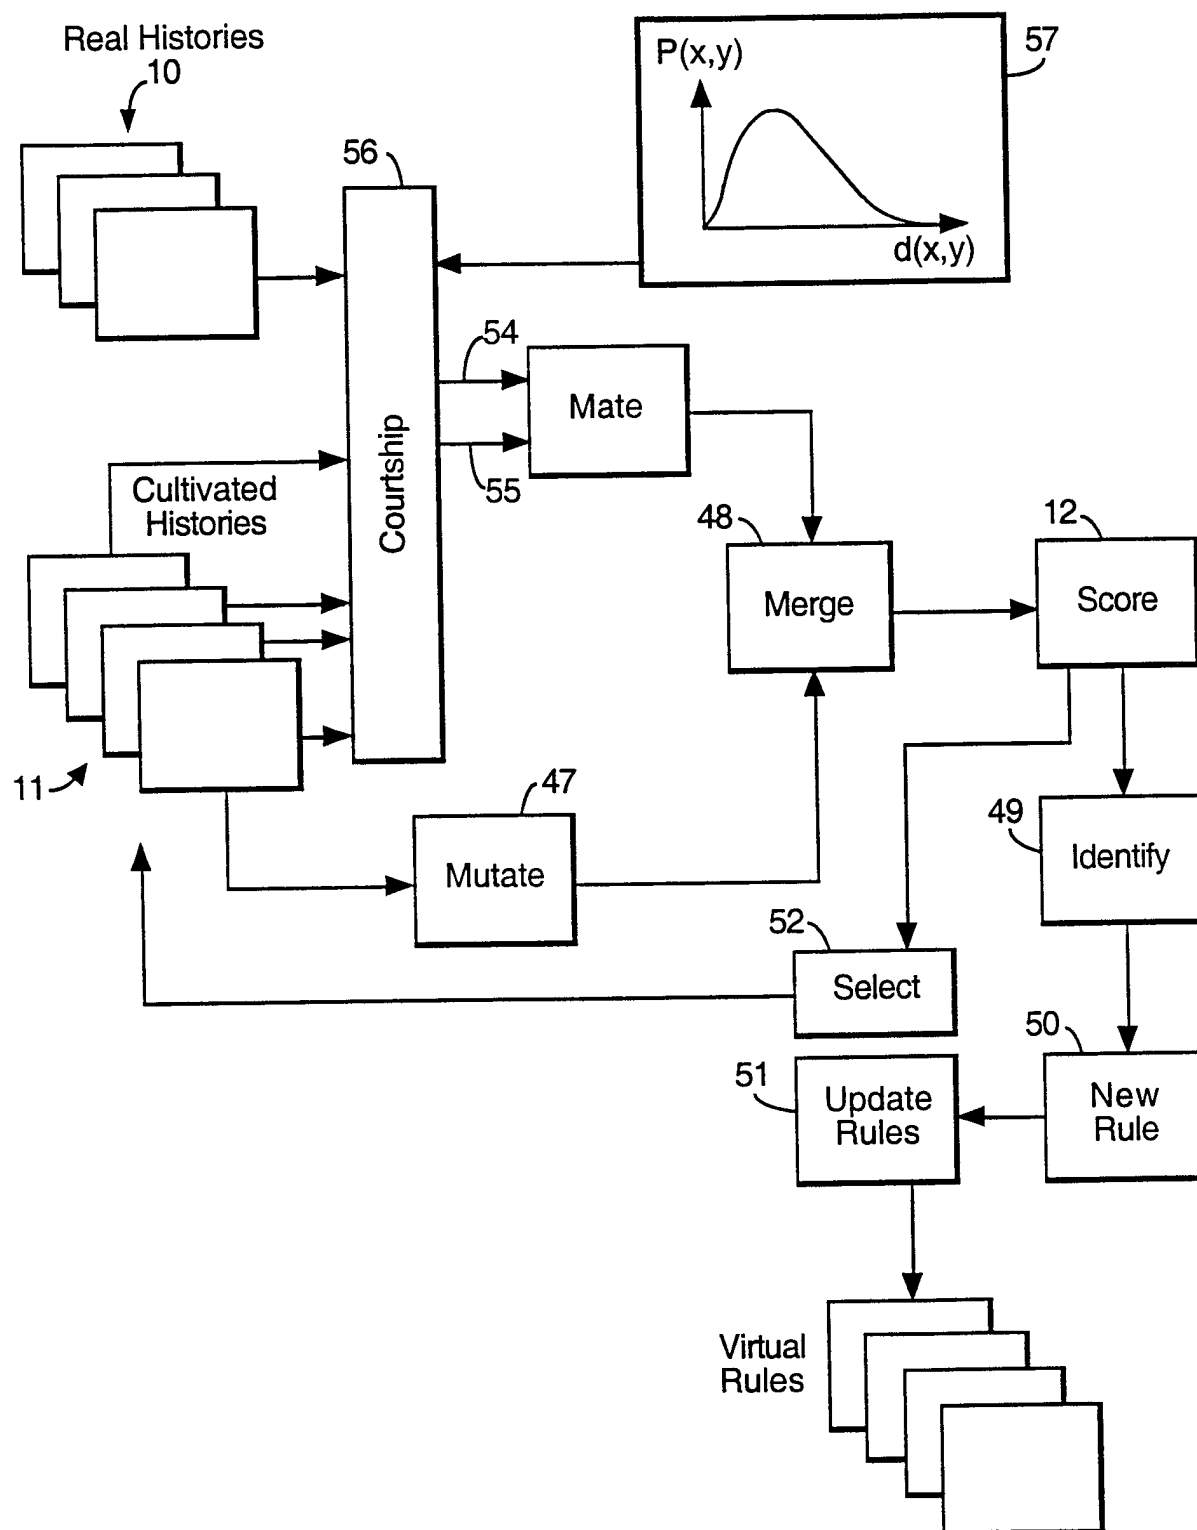 Real Histories
10
57
P(x,y)
d(x,y)
56
54
Mate
55
Courtship
Cultivated
Histories
48
Merge
12
Score
11
47
Mutate
49
Identify
52
Select
50
New
Rule
51
Update
Rules
Virtual
Rules